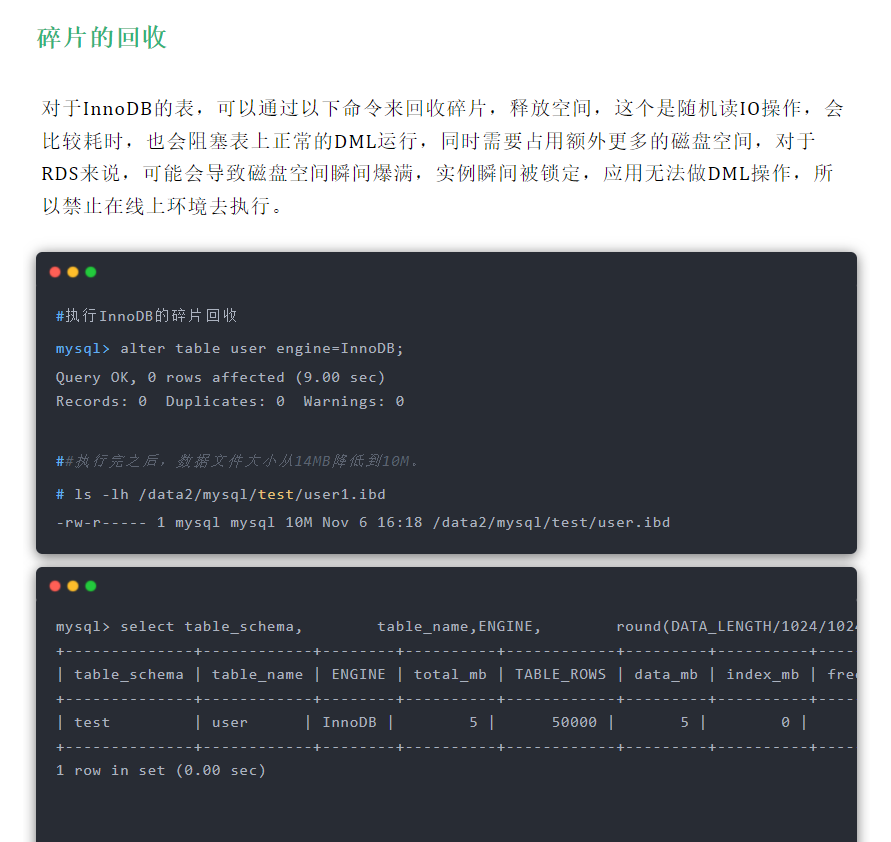 碎片的回收
对于InnoDB的表，可以通过以下命令来回收碎片，释放空间，这个是随机读IO操作，会
比较耗时，也会阻塞表上正常的DML运行，同时需要占用额外更多的磁盘空间，对于
RDS来说，可能会导致磁盘空间瞬间爆满，实例瞬间被锁定，应用无法做DML操作，所
以禁止在线上环境去执行。
#执行InnoDB的碎片回收
mysql> alter table user engine=InnoDB;
Query OK, 0 rows affected (9.00 sec)
Records: 0  Duplicates: 0  Warnings: 0
##执行完之后，数据文件大小从14MB降低到10M.
# ls -lh /data2/mysql/test/user1.ibd
-rw-r----- 1 mysql mysql 10M Nov 6 16:18 /data2/mysql/test/user.ibd
mysql> select table_schema,        table_name,ENGINE,        round(DATA_LENGTH/1024/1024
+--------------+------------+--------+----------+------------+---------+----------+----
| table_schema | table_name | ENGINE | total_mb | TABLE_ROWS | data_mb | index_mb | fre
+--------------+------------+--------+----------+------------+---------+----------+----
| test         | user       | InnoDB |        5 |      50000 |       5 |        0 |
+--------------+------------+--------+----------+------------+---------+----------+----
1 row in set (0.00 sec)